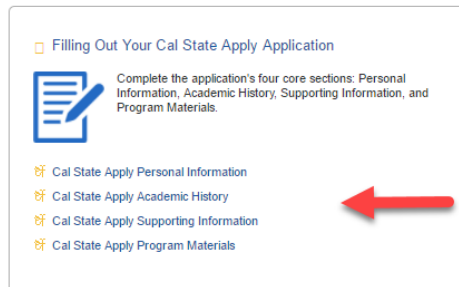 Filling Out Your Cal State Apply Application
Complete the application's four core sections: Personal
Information, Academic History, Supporting Information, and
Program Materials.
Cal State Apply Personal Information
Cal State Apply Academic History
Cal State Apply Supporting Information
Cal State Apply Program Materials